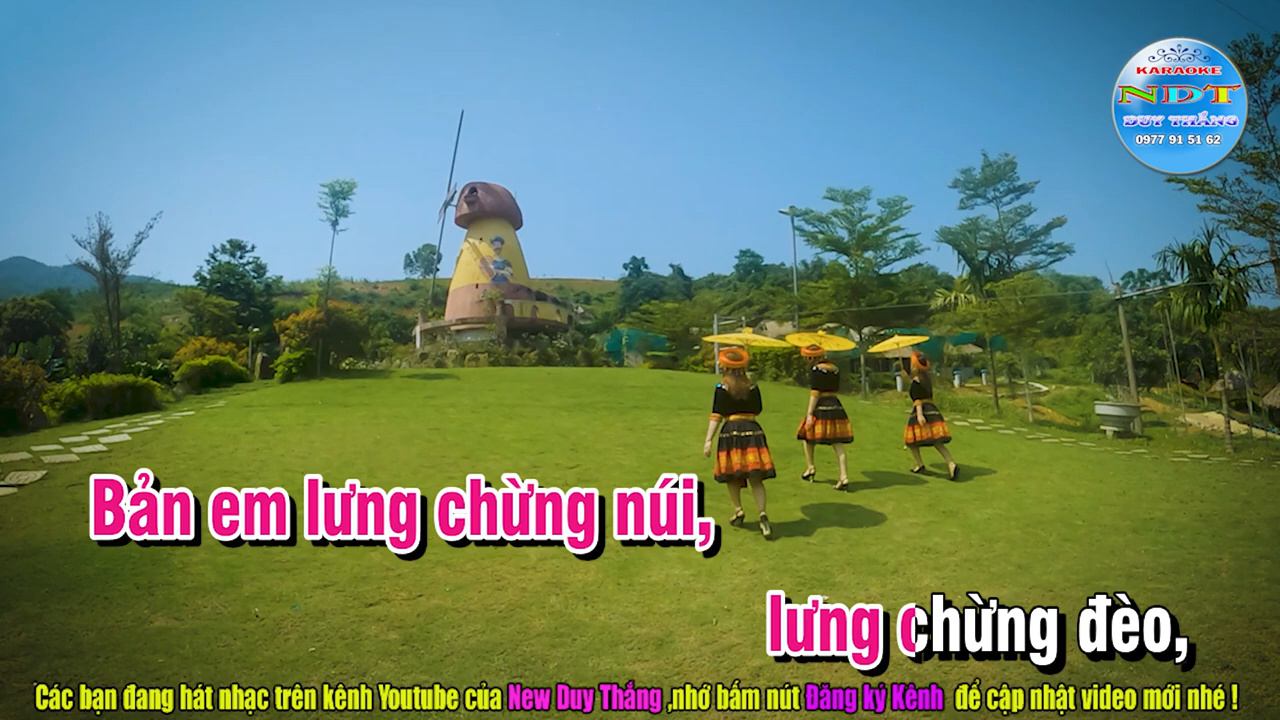 KARAOKE
NDT
DUY THẮNG
0977 91 51 62
Bản em lưng chừng núi,
lưng chừng đèo,
Các bạn đang hát nhạc trên kênh Youtube của New Duy Thắng ,nhớ bấm nút Đăng ký Kênh để cập nhật video mới nhé !